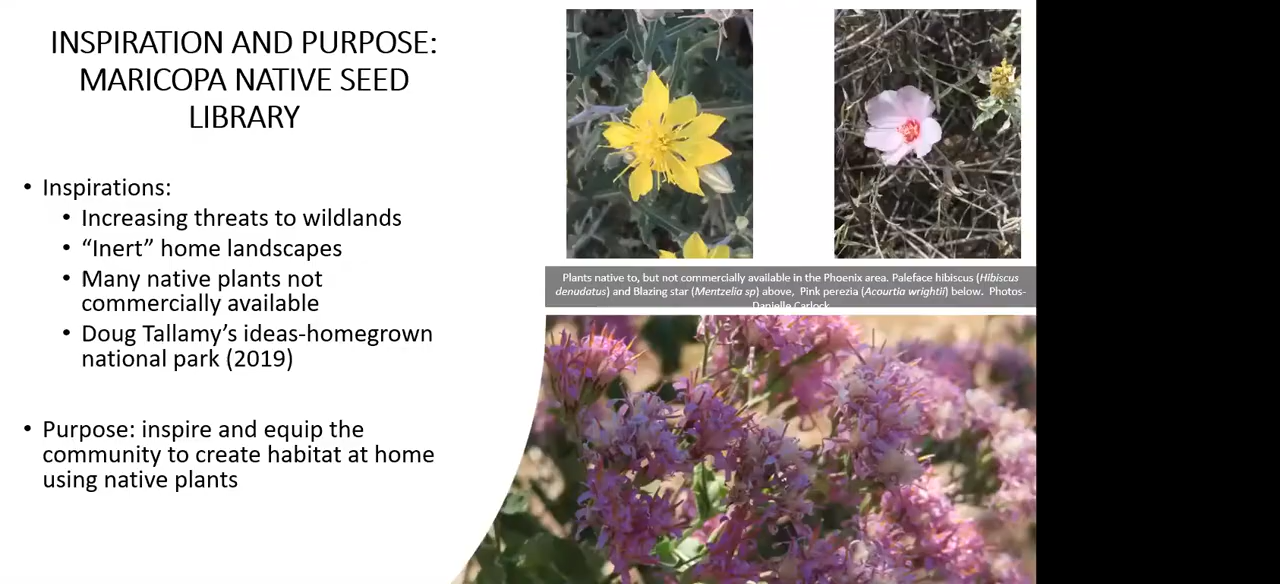 INSPIRATION AND PURPOSE:
MARICOPA NATIVE SEED
LIBRARY
• Inspirations:
• Increasing threats to wildlands
• “Inert” home landscapes
• Many native plants not
commercially available
• Doug Tallamy’s ideas-homegrown
national park (2019)
• Purpose: inspire and equip the
community to create habitat at home
using native plants
Plants native to, but not commercially available in the Phoenix area. Paleface hibiscus (Hibiscus
denudatus) and Blazing star (Mentzelia sp) above, Pink perezia (Acourtia wrightii) below. Photos-
Danielle Carlock